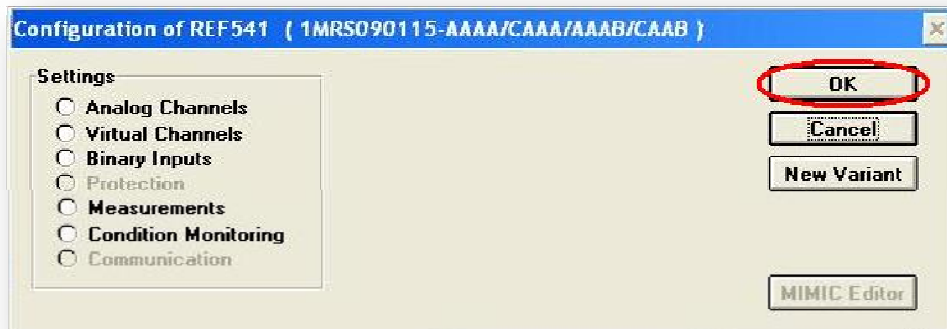 Configuration of REF541 ( 1MRS090115-AAAA/CAAA/AAAB/CAAB )
Settings
Analog Channels
Virtual Channels
Binary Inputs
Protection
Measurements
Condition Monitoring
Communication
OK
Cancel
New Variant
MIMIC Editor